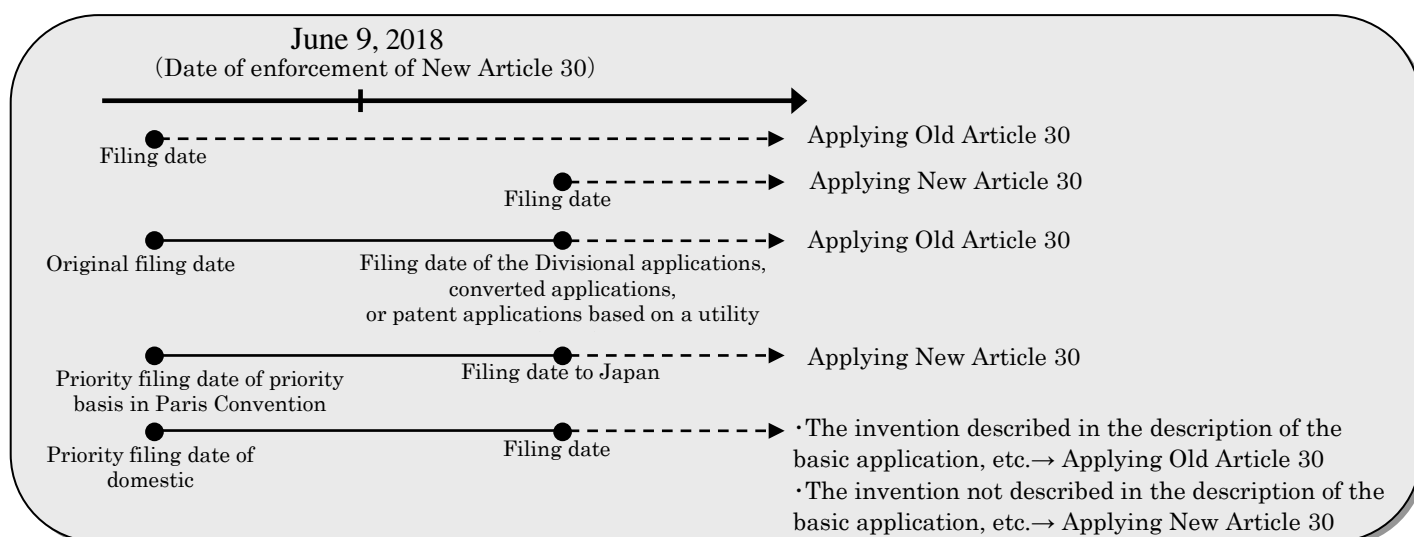 June 9, 2018
（Date of enforcement of New Article 30）
Applying Old Article 30
Filing date
Applying New Article 30
Filing date
Applying Old Article 30
Original filing date
Filing date of the Divisional applications,
converted applications,
or patent applications based on a utility
Applying New Article 30
Priority filing date of priority
basis in Paris Convention
Filing date to Japan
Priority filing date of
domestic
Filing date
・The invention described in the description of the
basic application, etc.→ Applying Old Article 30
・The invention not described in the description of the
basic application, etc.→ Applying New Article 30